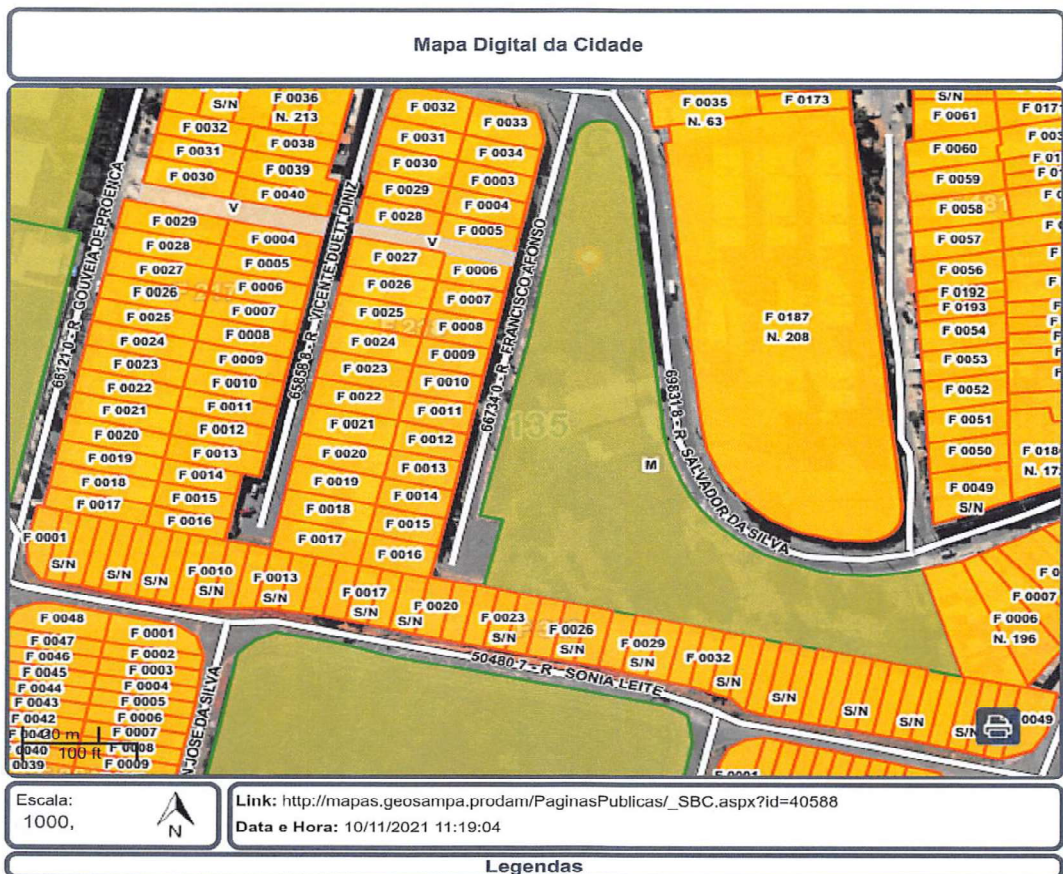 Mapa Digital da Cidade
S/N
F 0036
N. 213
F 0032
F 0038
F 0031
F 0039
F 0030
F 0040
V
F 0029
F 0004
F 0028
F 0005
F 0027
F 0006
F 0026
F 0007
F 0025
F 0008
F 0024
F 0009
F 0023
F 0010
F 0022
F 0011
F 0021
F 0012
F 0020
F 0013
F 0019
F 0014
F 0018
F 0015
F 0017
F 0016
66121 0 - R GOUVEIA DE PROENCA
65858 8 - R VICENTE DUETT DINIZ
F 0032
F 0033
F 0031
F 0034
F 0030
F 0003
F 0029
F 0004
F 0028
F 0005
V
F 0027
F 0006
F 0026
F 0007
F 0025
F 0008
F 0024
F 0009
F 0023
F 0010
F 0022
F 0011
F 0021
F 0012
F 0020
F 0013
F 0019
F 0014
F 0018
F 0015
F 0017
F 0016
66734 0 - R FRANCISCO AFONSO
135
M
69831 8 - R SALVADOR DA SILVA
F 0035
N. 63
F 0173
F 0187
N. 208
S/N
F 0061
F 0060
F 0059
F 0058
F 0057
F 0056
F 0192
F 0193
F 0054
F 0053
F 0052
F 0051
F 0050
F 0049
S/N
F 0001
S/N
S/N
S/N
F 0010
S/N
F 0013
S/N
F 0017
S/N
S/N
F 0020
F 0023
S/N
F 0026
S/N
F 0029
S/N
F 0032
S/N
S/N
S/N
S/N
S/N
0049
F 0007
F 0006
N. 196
50480 7 - R SONIA LEITE
F 0048
F 0001
F 0047
F 0002
F 0046
F 0003
F 0045
F 0004
F 0044
F 0005
F 0043
F 0006
F 0042
F 0007
F 0008
0040
F 0009
0039
100 ft
JOSE DA SILVA
Escala:
1000,
N
Link: http://mapas.geosampa.prodam/PaginasPublicas/_SBC.aspx?id=40588
Data e Hora: 10/11/2021 11:19:04
Legendas